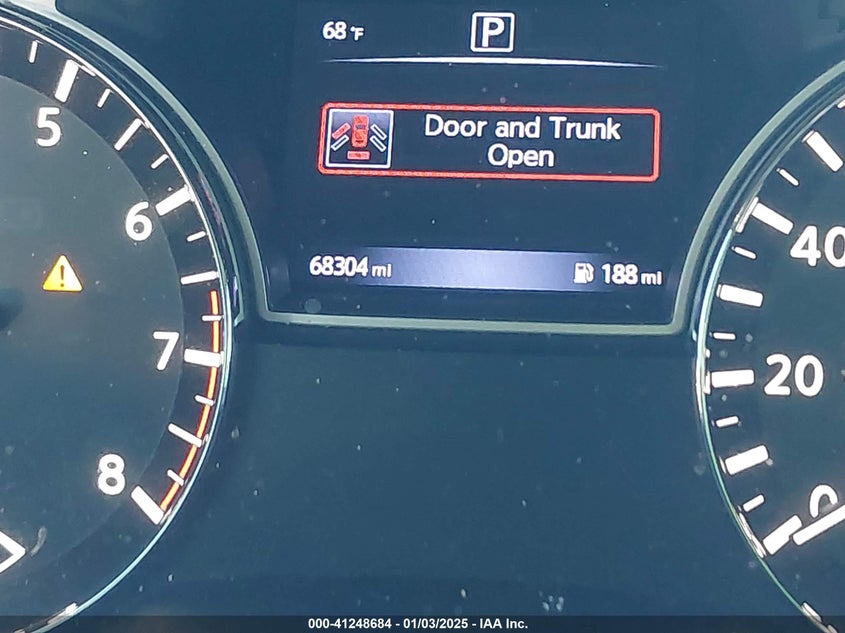 68 °F
P
Door and Trunk
Open
68304 mi
188 mi
5
6
7
8
40
20
0
000-41248684 - 01/03/2025 - IAA Inc.